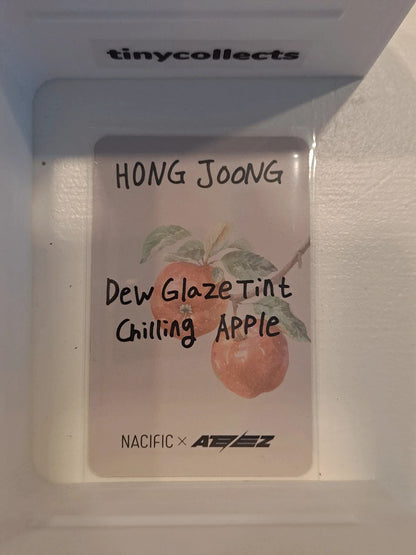 tinycollects
HONG JOONG
Dew Glaze Tint
Chilling APPle
NACIFIC × ATEEZ